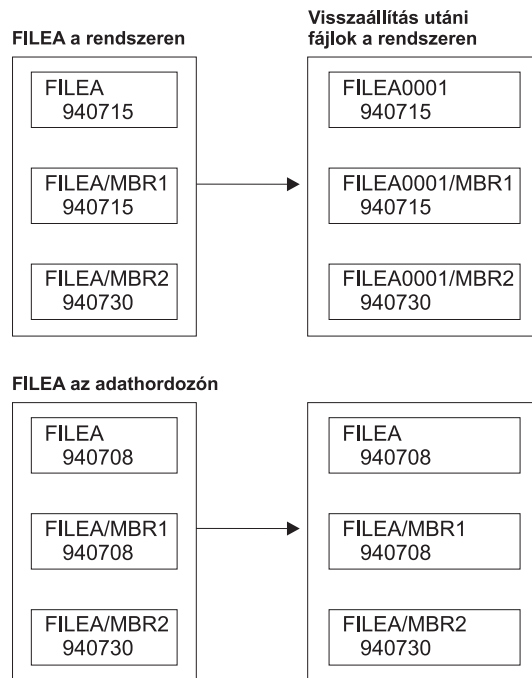 FILEA a rendszeren
FILEA
940715
FILEA/MBR1
940715
FILEA/MBR2
940730
Visszaállítás utáni
fájlok a rendszeren
FILEA0001
940715
FILEA0001/MBR1
940715
FILEA0001/MBR2
940730
FILEA az adathordozón
FILEA
940708
FILEA/MBR1
940708
FILEA/MBR2
940730
FILEA
940708
FILEA/MBR1
940708
FILEA/MBR2
940730